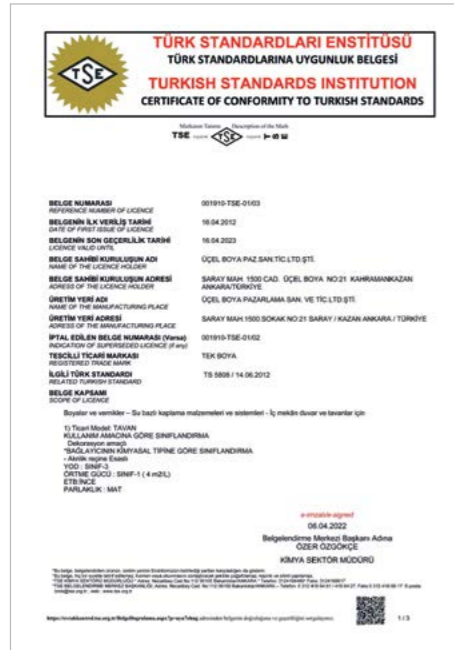 TÜRK STANDARDLARI ENSTİTÜSÜ
TÜRK STANDARDLARINA UYGUNLUK BELGESİ
TURKISH STANDARDS INSTITUTION
CERTIFICATE OF CONFORMITY TO TURKISH STANDARDS
TSE
Markanın Tanımı Description of the Mark
TSE TSE
BELGE NUMARASI 001910-TSE-01/03
REFERENCE NUMBER OF LICENCE
BELGENİN İLK VERİLİŞ TARİHİ 16.04.2012
DATE OF FIRST ISSUE OF LICENCE
BELGENİN SON GEÇERLİLİK TARİHİ 16.04.2023
LICENCE VALID UNTIL
BELGE SAHİBİ KURULUŞUN ADI ÜÇEL BOYA PAZ.SAN.TİC.LTD.ŞTİ.
NAME OF THE LICENCE HOLDER
BELGE SAHİBİ KURULUŞUN ADRESİ SARAY MAH. 1500 CAD. ÜÇEL BOYA NO:21 KAHRAMANKAZAN
ADRESS OF THE LICENCE HOLDER ANKARA/TÜRKİYE
ÜRETİM YERİ ADI ÜÇEL BOYA PAZARLAMA SAN. VE TİC.LTD.ŞTİ.
NAME OF THE MANUFACTURING PLACE
ÜRETİM YERİ ADRESİ SARAY MAH.1500.SOKAK NO:21 SARAY / KAZAN ANKARA / TÜRKİYE
ADRESS OF THE MANUFACTURING PLACE
İPTAL EDİLEN BELGE NUMARASI (Varsa) 001910-TSE-01/02
INDICATION OF SUPERSEDED LICENCE (if any)
TESCİLLİ TİCARİ MARKASI TEK BOYA
REGISTERED TRADE MARK
İLGİLİ TÜRK STANDARDI TS 5808 / 14.06.2012
RELATED TURKISH STANDARD
BELGE KAPSAMI
SCOPE OF LICENCE
Boyalar ve vernikler – Su bazlı kaplama malzemeleri ve sistemleri - İç mekân duvar ve tavanlar için
1) Ticari Model: TAVAN
KULLANIM AMACINA GÖRE SINIFLANDIRMA
Dekorasyon amaçlı
*BAĞLAYICININ KİMYASAL TİPİNE GÖRE SINIFLANDIRMA
- Akrilik reçine Esaslı
YOD : SINIF-3
ÖRTME GÜCÜ : SINIF-1 ( 4 m2/L)
ETB:İNCE
PARLAKLIK : MAT
e-imzalı/e-signed
06.04.2022
Belgelendirme Merkezi Başkanı Adına
ÖZER ÖZGÖKÇE
KİMYA SEKTÖR MÜDÜRÜ
1 / 3